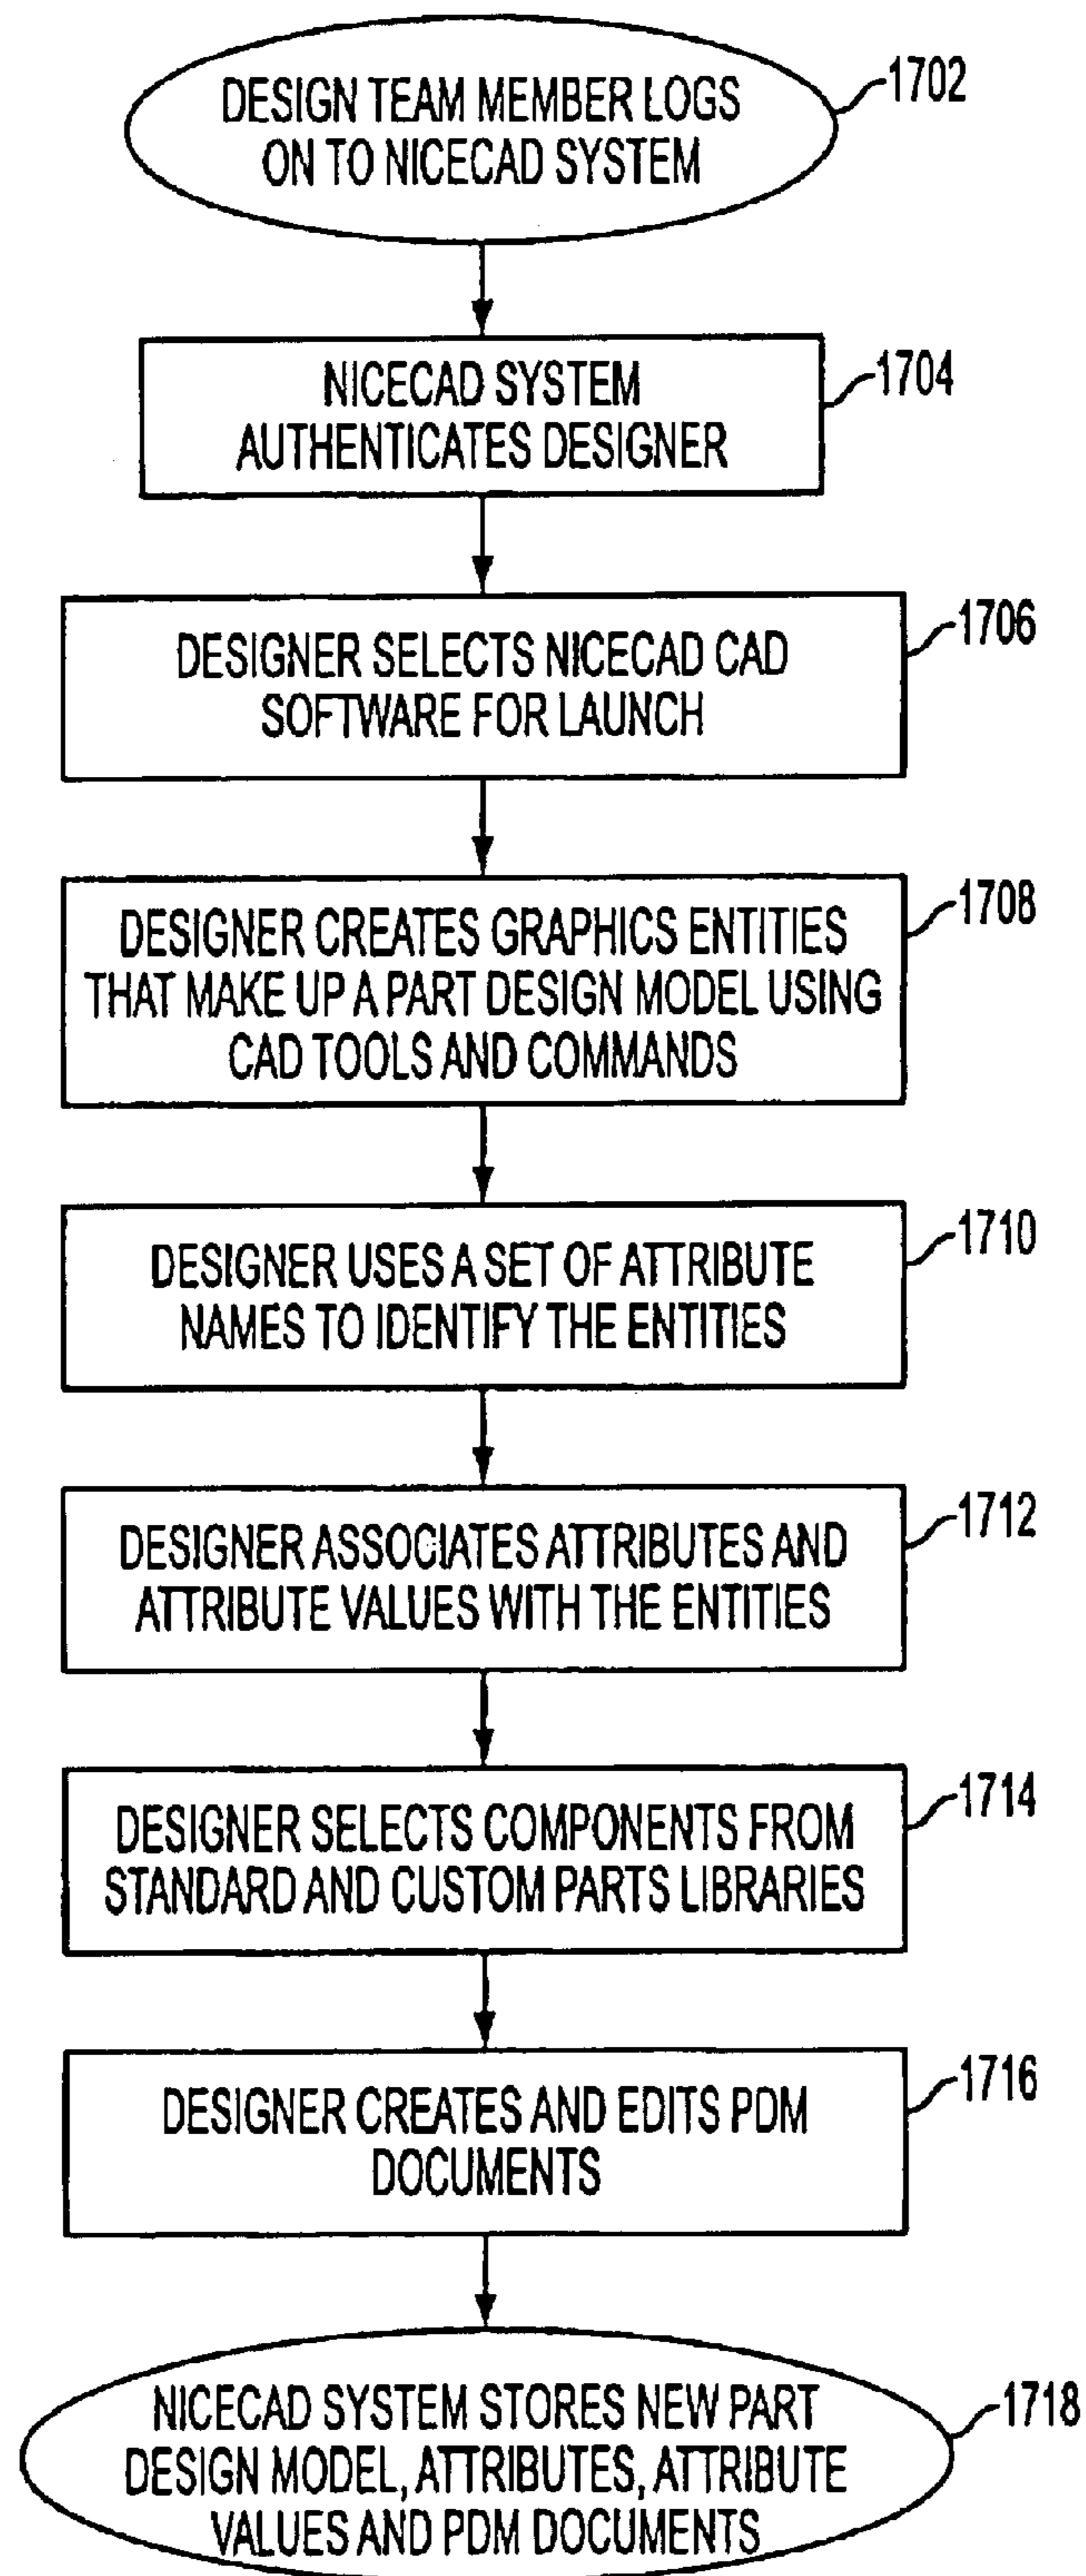 DESIGN TEAM MEMBER LOGS
ON TO NICECAD SYSTEM
1702
NICECAD SYSTEM
AUTHENTICATES DESIGNER
1704
DESIGNER SELECTS NICECAD CAD
SOFTWARE FOR LAUNCH
1706
DESIGNER CREATES GRAPHICS ENTITIES
THAT MAKE UP A PART DESIGN MODEL USING
CAD TOOLS AND COMMANDS
1708
DESIGNER USES A SET OF ATTRIBUTE
NAMES TO IDENTIFY THE ENTITIES
1710
DESIGNER ASSOCIATES ATTRIBUTES AND
ATTRIBUTE VALUES WITH THE ENTITIES
1712
DESIGNER SELECTS COMPONENTS FROM
STANDARD AND CUSTOM PARTS LIBRARIES
1714
DESIGNER CREATES AND EDITS PDM
DOCUMENTS
1716
NICECAD SYSTEM STORES NEW PART
DESIGN MODEL, ATTRIBUTES, ATTRIBUTE
VALUES AND PDM DOCUMENTS
1718